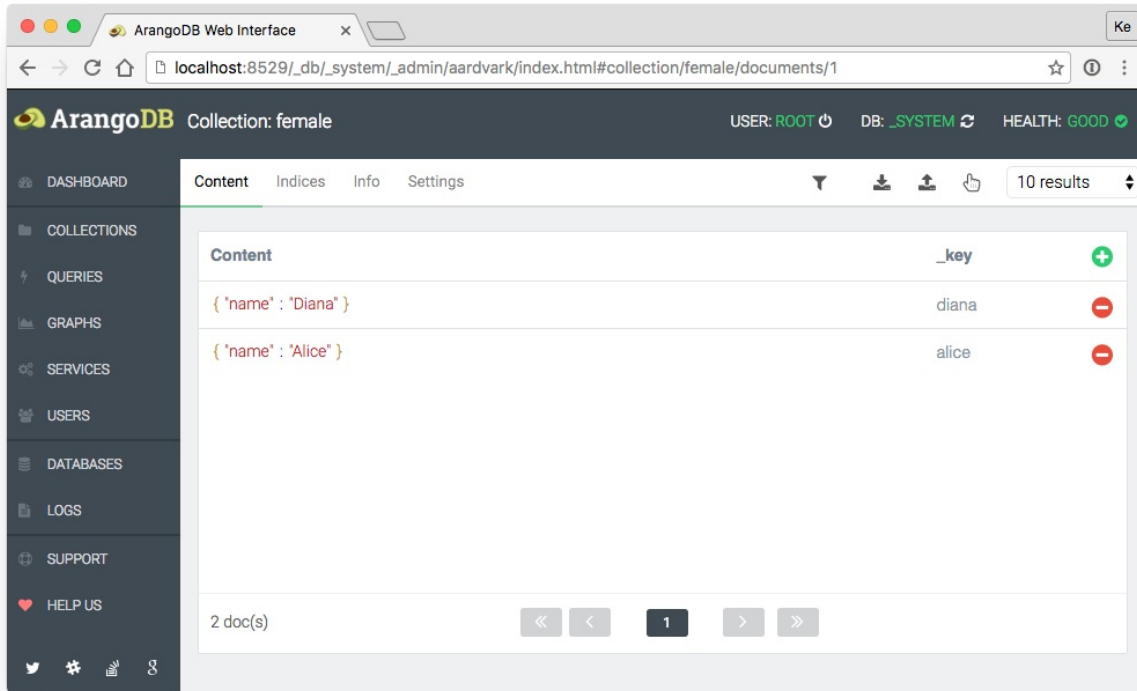 ArangoDB Web Interface
Ke
localhost:8529/_db/_system/_admin/aardvark/index.html#collection/female/documents/1
ArangoDB Collection: female USER: ROOT DB: _SYSTEM HEALTH: GOOD
DASHBOARD
Content Indices Info Settings 10 results
COLLECTIONS
QUERIES
GRAPHS
SERVICES
USERS
DATABASES
LOGS
SUPPORT
HELP US
Content _key
{ "name" : "Diana" } diana
{ "name" : "Alice" } alice
2 doc(s) « < 1 > »